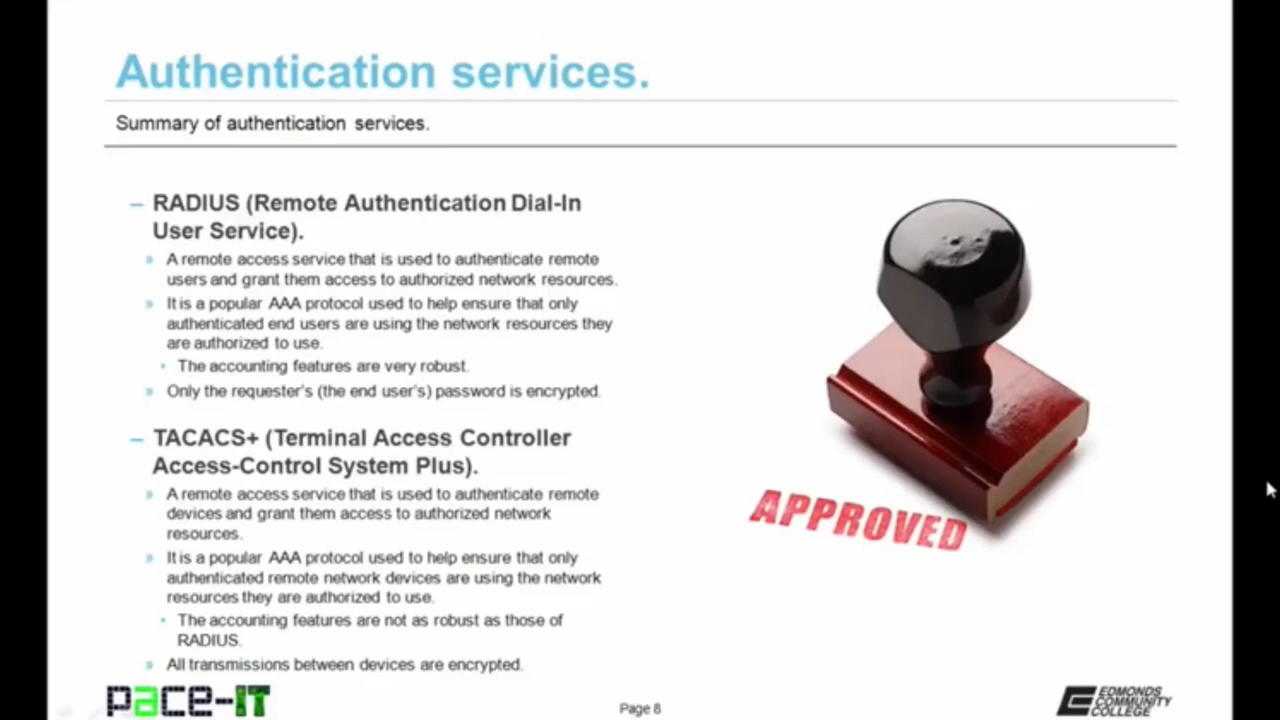 Authentication services.
Summary of authentication services.
– RADIUS (Remote Authentication Dial-In
User Service).
» A remote access service that is used to authenticate remote
users and grant them access to authorized network resources.
» It is a popular AAA protocol used to help ensure that only
authenticated end users are using the network resources they
are authorized to use.
• The accounting features are very robust.
» Only the requester's (the end user's) password is encrypted.
– TACACS+ (Terminal Access Controller
Access-Control System Plus).
» A remote access service that is used to authenticate remote
devices and grant them access to authorized network
resources.
» It is a popular AAA protocol used to help ensure that only
authenticated remote network devices are using the network
resources they are authorized to use.
• The accounting features are not as robust as those of
RADIUS.
» All transmissions between devices are encrypted.
APPROVED
pace-IT
Page 8
EDMONDS
COMMUNITY
COLLEGE